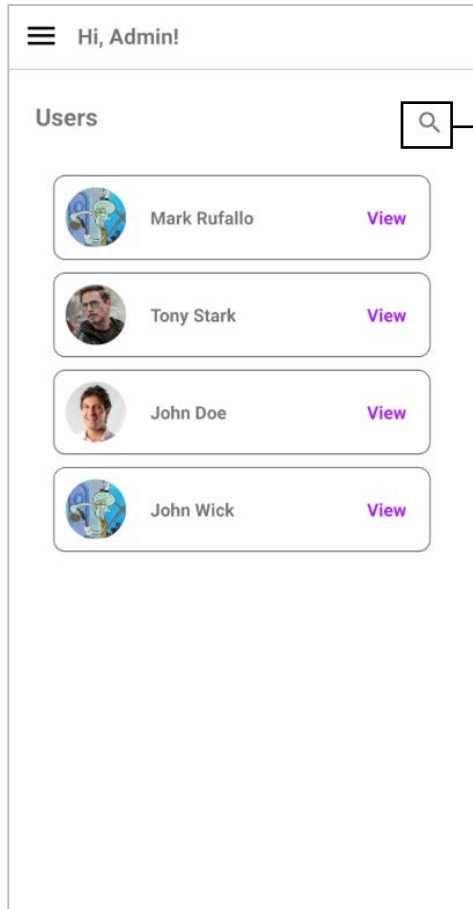 Hi, Admin!
Users
Mark Rufallo View
Tony Stark View
John Doe View
John Wick View